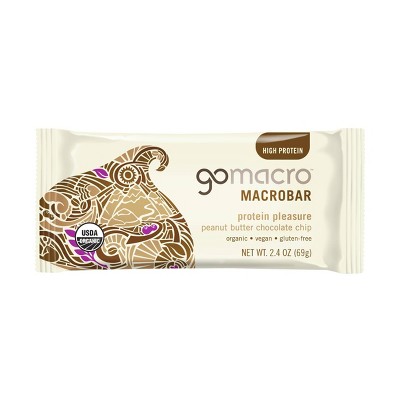 HIGH PROTEIN
gomacro™
MACROBAR
protein pleasure
peanut butter chocolate chip
organic • vegan • gluten-free
NET WT. 2.4 OZ (69g)
USDA
ORGANIC